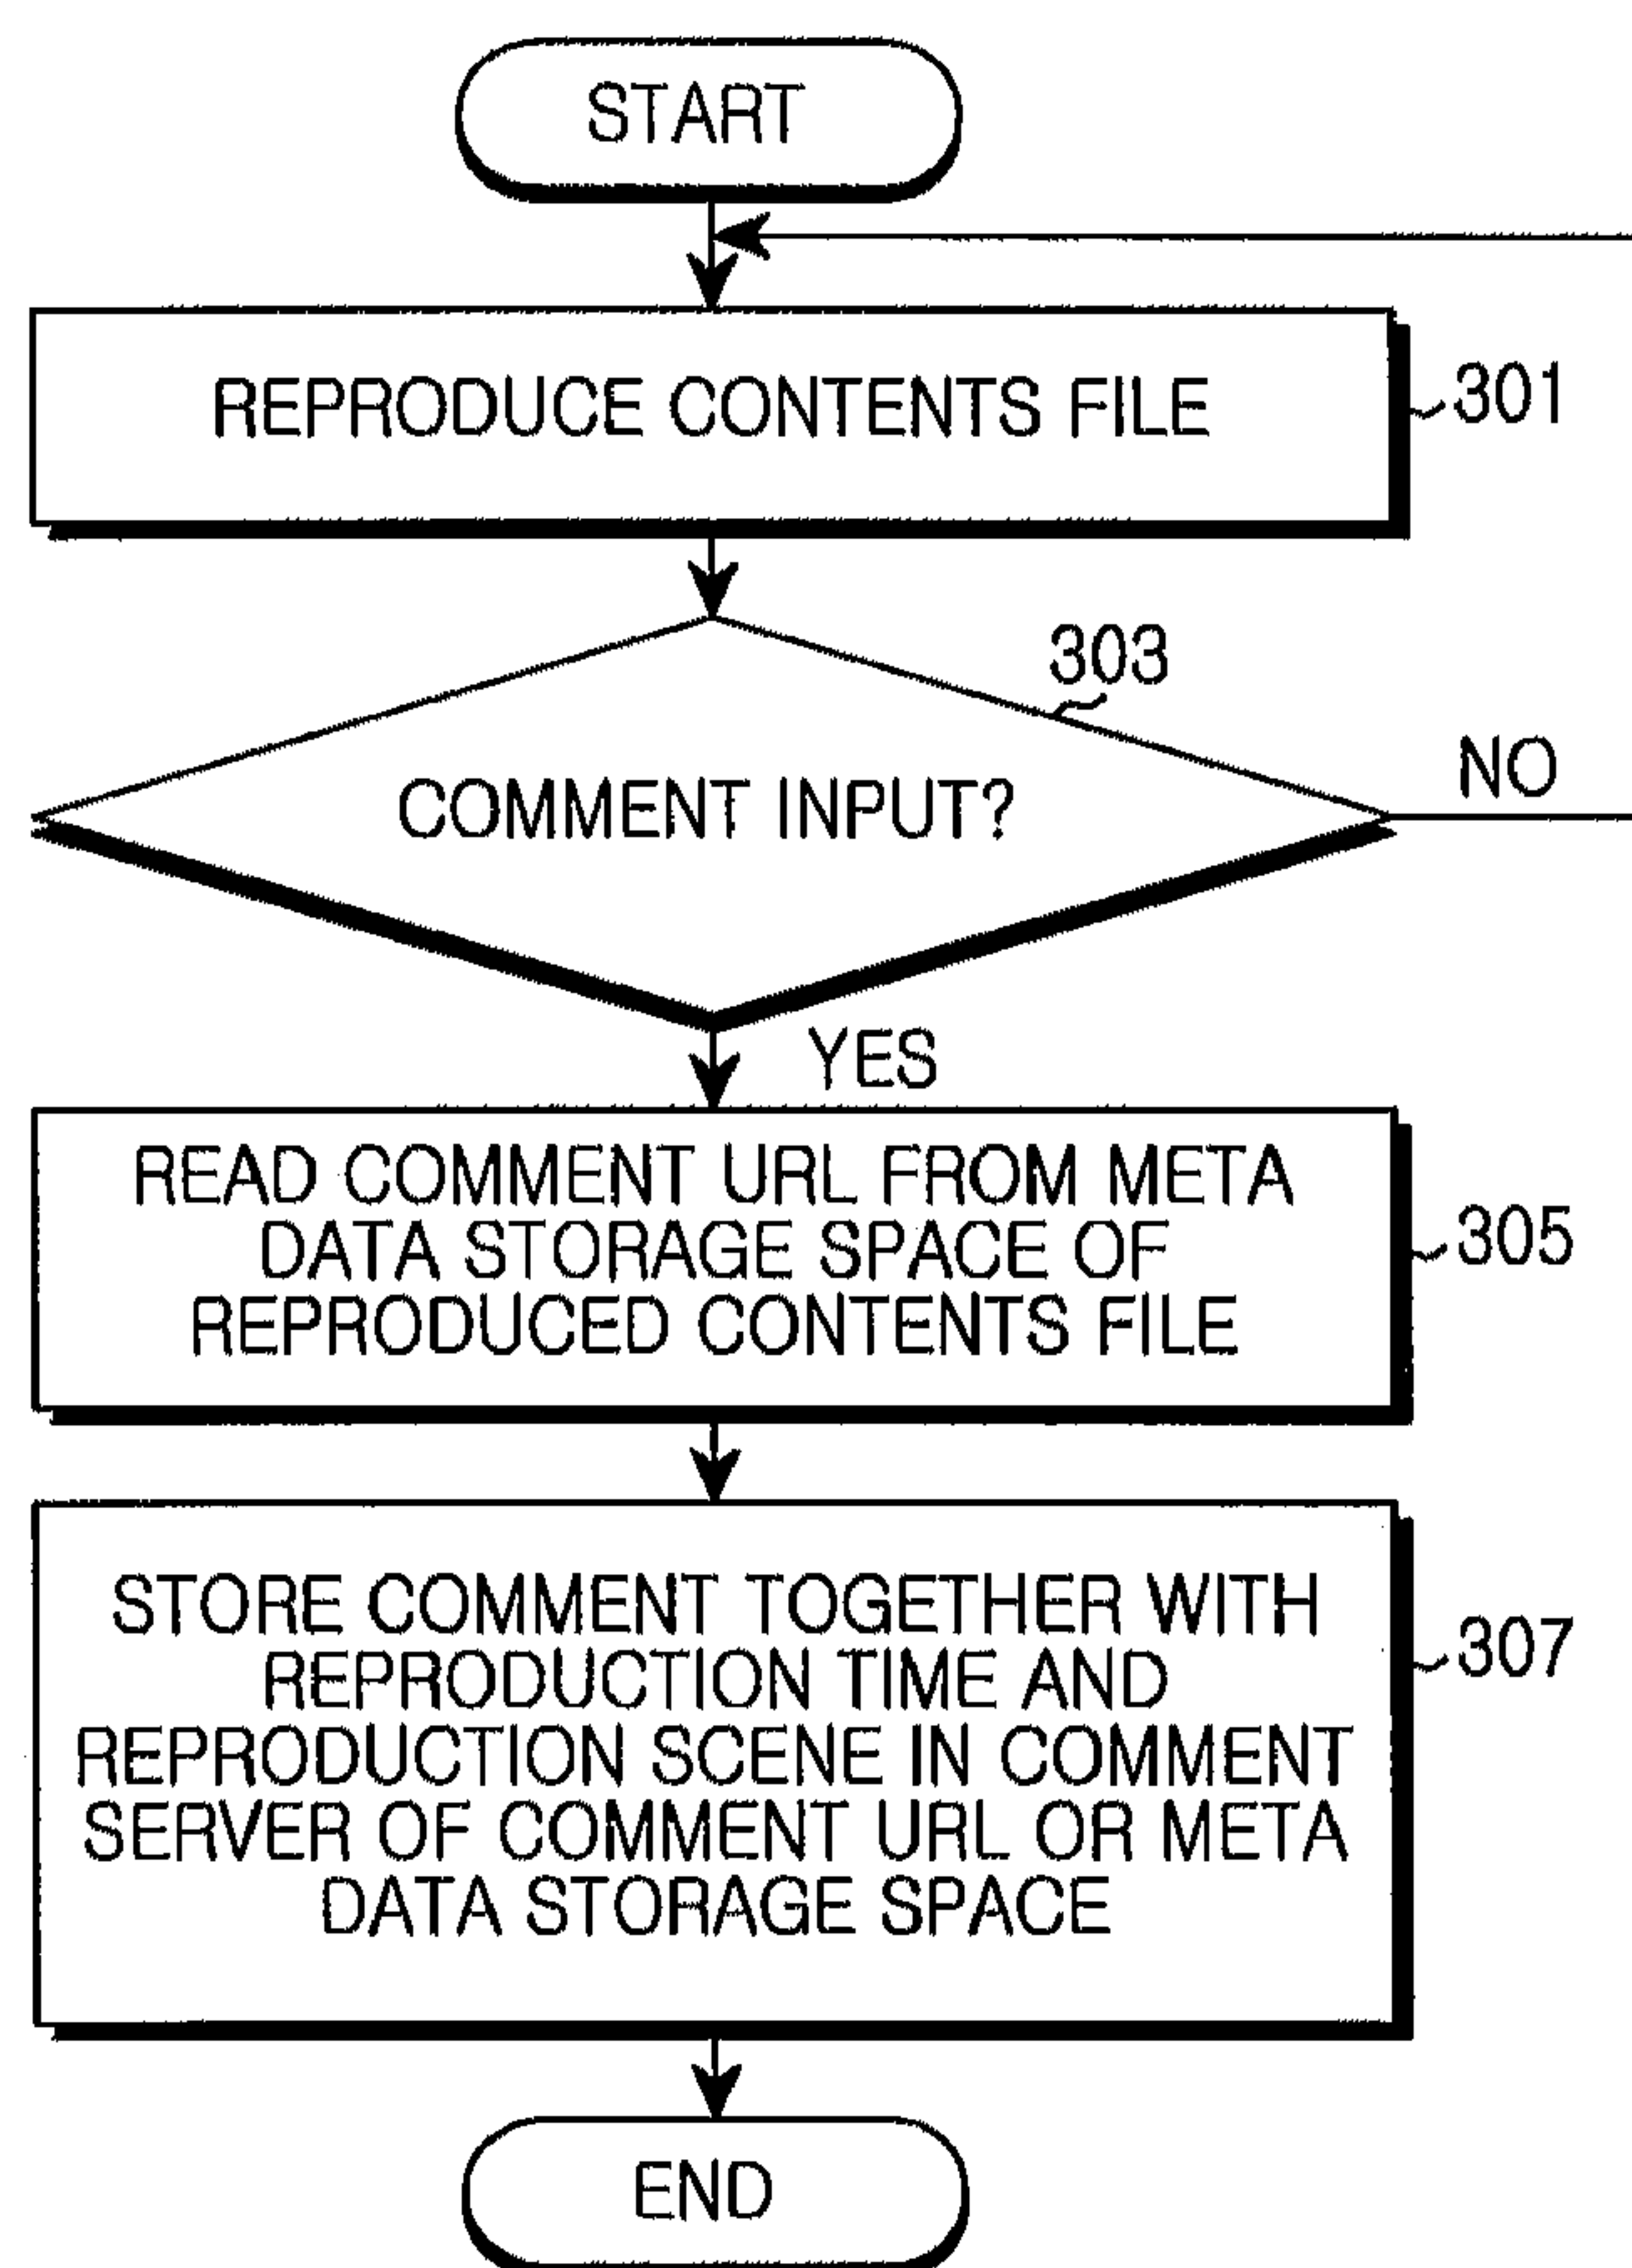 START
REPRODUCE CONTENTS FILE
301
303
COMMENT INPUT?
NO
YES
READ COMMENT URL FROM META
DATA STORAGE SPACE OF
REPRODUCED CONTENTS FILE
305
STORE COMMENT TOGETHER WITH
REPRODUCTION TIME AND
REPRODUCTION SCENE IN COMMENT
SERVER OF COMMENT URL OR META
DATA STORAGE SPACE
307
END